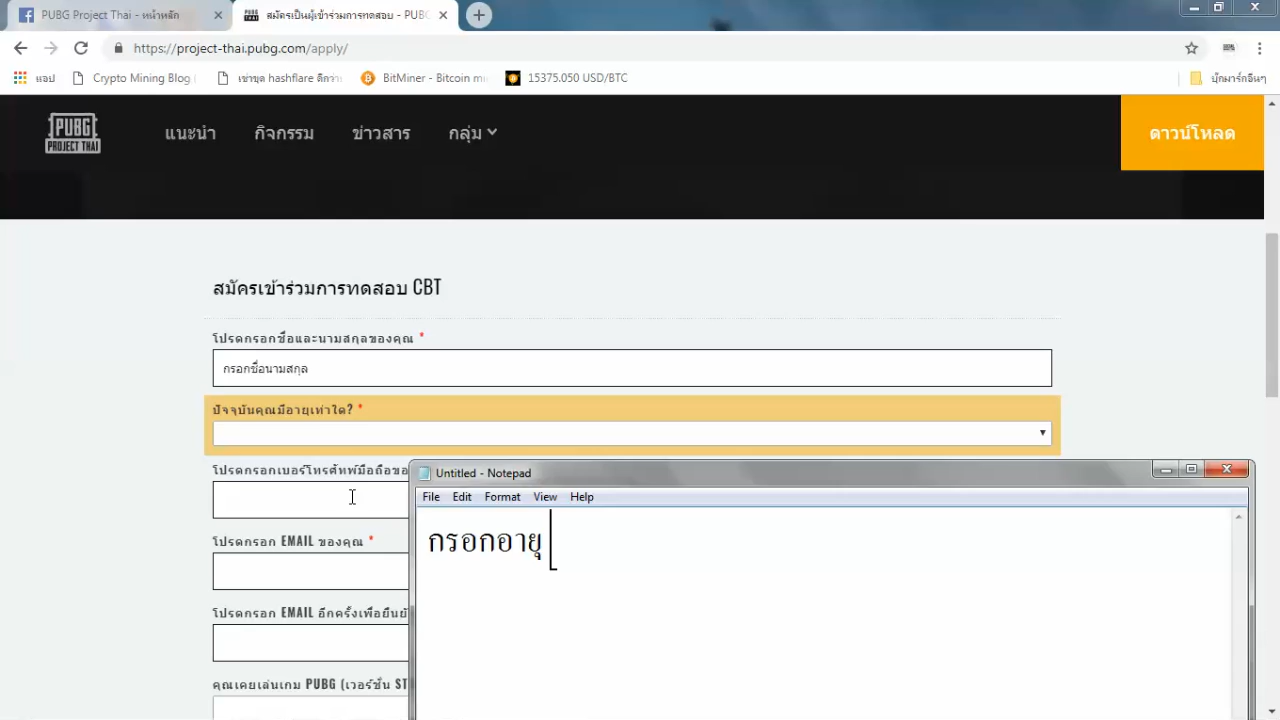 PUBG Project Thai - หน้าหลัก
สมัครเป็นผู้เข้าร่วมการทดสอบ - PUBG
https://project-thai.pubg.com/apply/
แอป
Crypto Mining Blog
เช่าขุด hashflare ดีกว่า
BitMiner - Bitcoin mi
15375.050 USD/BTC
บุ๊กมาร์กอื่นๆ
PUBG
PROJECT THAI
แนะนำ
กิจกรรม
ข่าวสาร
กลุ่ม
ดาวน์โหลด
สมัครเข้าร่วมการทดสอบ CBT
โปรดกรอกชื่อและนามสกุลของคุณ *
กรอกชื่อนามสกุล
ปัจจุบันคุณมีอายุเท่าใด? *
โปรดกรอกเบอร์โทรศัพท์มือถือขอ
Untitled - Notepad
File Edit Format View Help
กรอกอายุ
โปรดกรอก EMAIL ของคุณ *
โปรดกรอก EMAIL อีกครั้งเพื่อยืนยั
คุณเคยเล่นเกม PUBG (เวอร์ชั่น ST